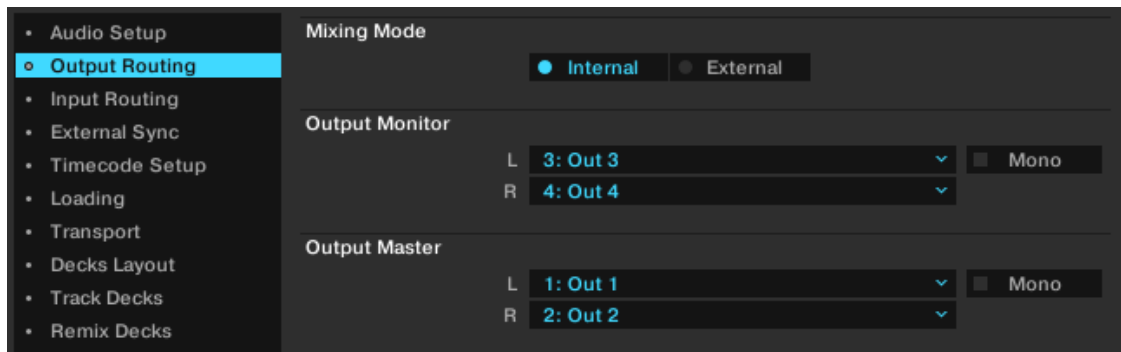 Audio Setup
Output Routing
Input Routing
External Sync
Timecode Setup
Loading
Transport
Decks Layout
Track Decks
Remix Decks
Mixing Mode
Internal External
Output Monitor
L 3: Out 3 Mono
R 4: Out 4
Output Master
L 1: Out 1 Mono
R 2: Out 2